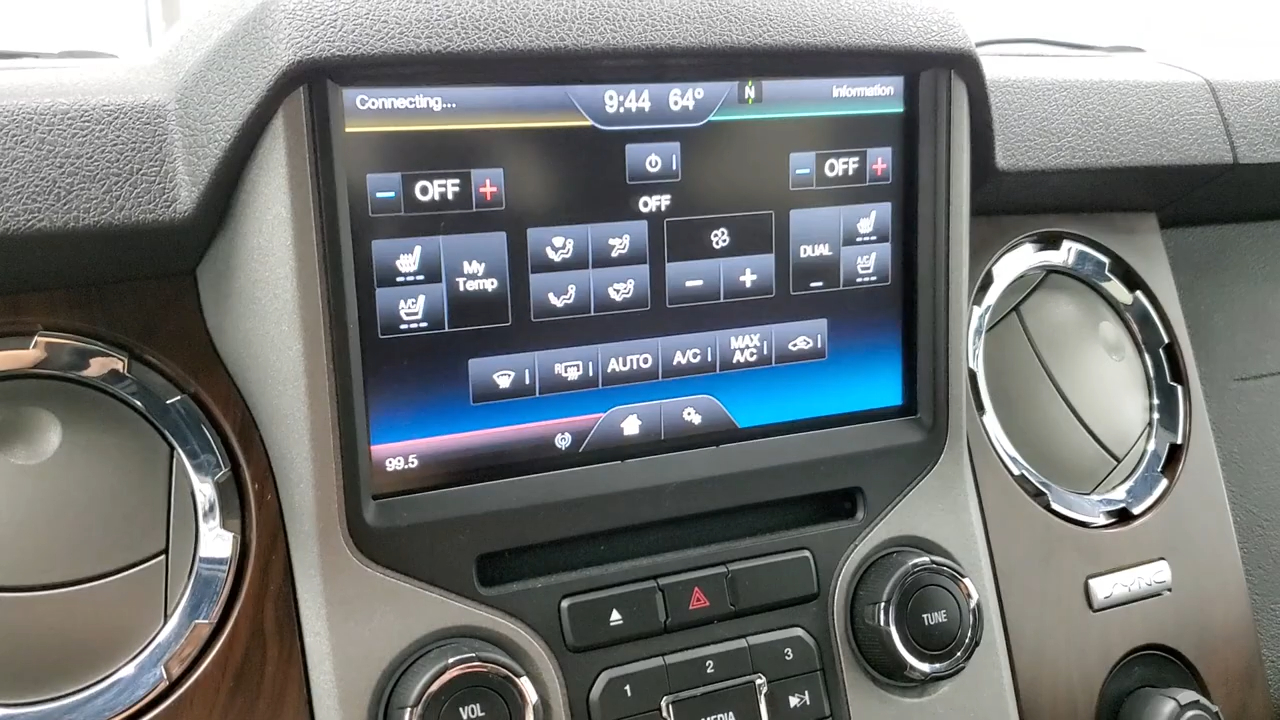 Connecting...
9:44 64°
N
Information
OFF
OFF
OFF
My
Temp
A/C
DUAL
A/C
R
AUTO
A/C
MAX
A/C
99.5
SYNC
TUNE
1
2
3
VOL
MEDIA